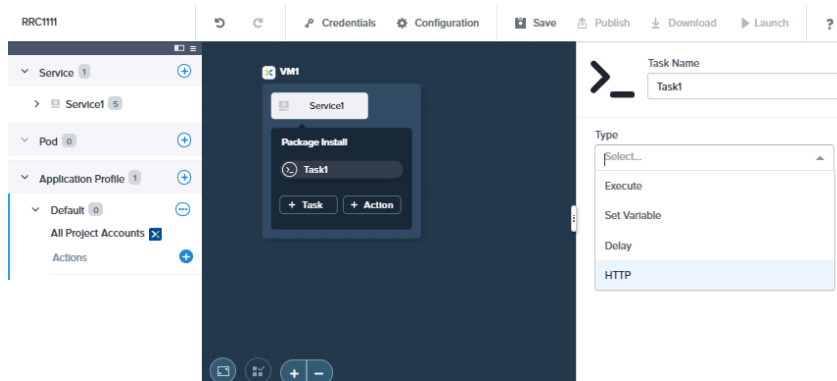 RRC1111
Credentials
Configuration
Save
Publish
Download
Launch
?
Service 1
Service1 5
Pod 0
Application Profile 1
Default 0
All Project Accounts
Actions
VM1
Service1
Package Install
Task1
+ Task
+ Action
Task Name
Task1
Type
Select...
Execute
Set Variable
Delay
HTTP